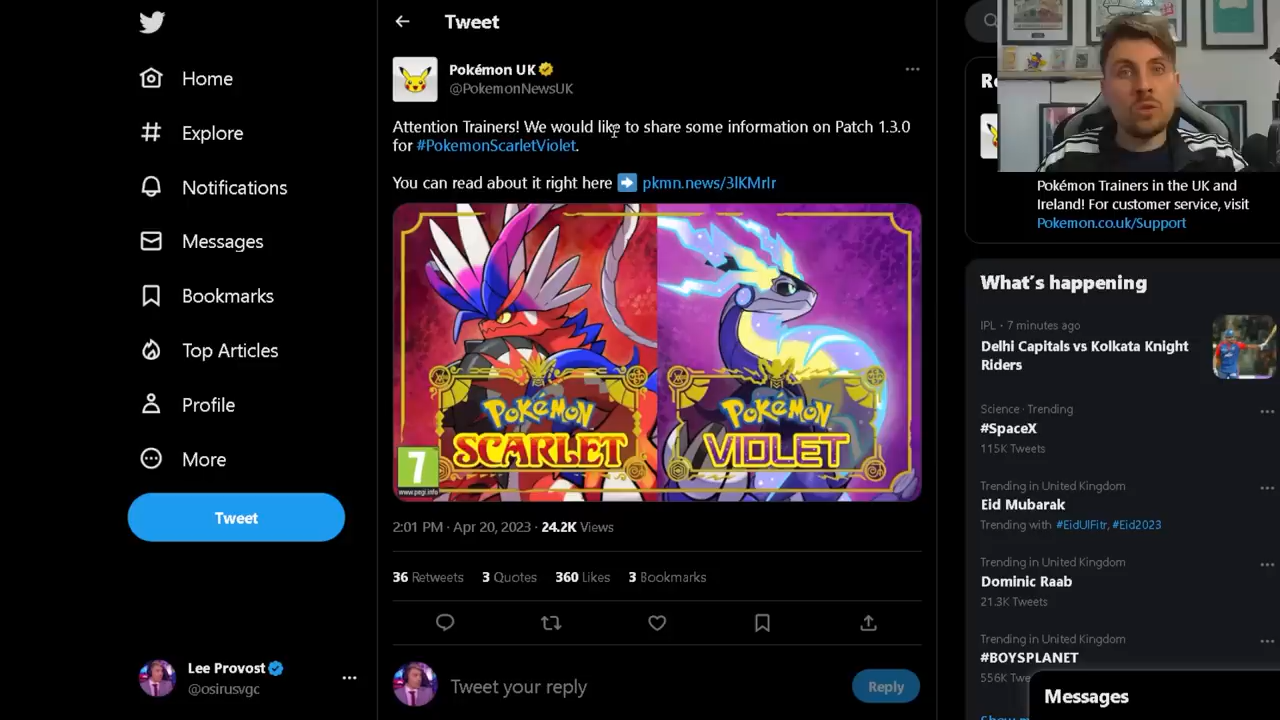 Home
Explore
Notifications
Messages
Bookmarks
Top Articles
Profile
More
Tweet
Lee Provost
@osirusvgc
Tweet
Pokémon UK
@PokemonNewsUK
Attention Trainers! We would like to share some information on Patch 1.3.0
for #PokemonScarletViolet.
You can read about it right here ➡️
POKéMON
SCARLET
7
www.pegi.info
POKéMON
VIOLET
2:01 PM · Apr 20, 2023 · 24.2K Views
36 Retweets 3 Quotes 360 Likes 3 Bookmarks
Tweet your reply
Reply
Pokémon Trainers in the UK and
Ireland! For customer service, visit
Pokemon.co.uk/Support
What's happening
IPL · 7 minutes ago
Delhi Capitals vs Kolkata Knight
Riders
Science · Trending
#SpaceX
115K Tweets
Trending in United Kingdom
Eid Mubarak
Trending with #EidUlFitr, #Eid2023
Trending in United Kingdom
Dominic Raab
21.3K Tweets
Trending in United Kingdom
#BOYSPLANET
Messages